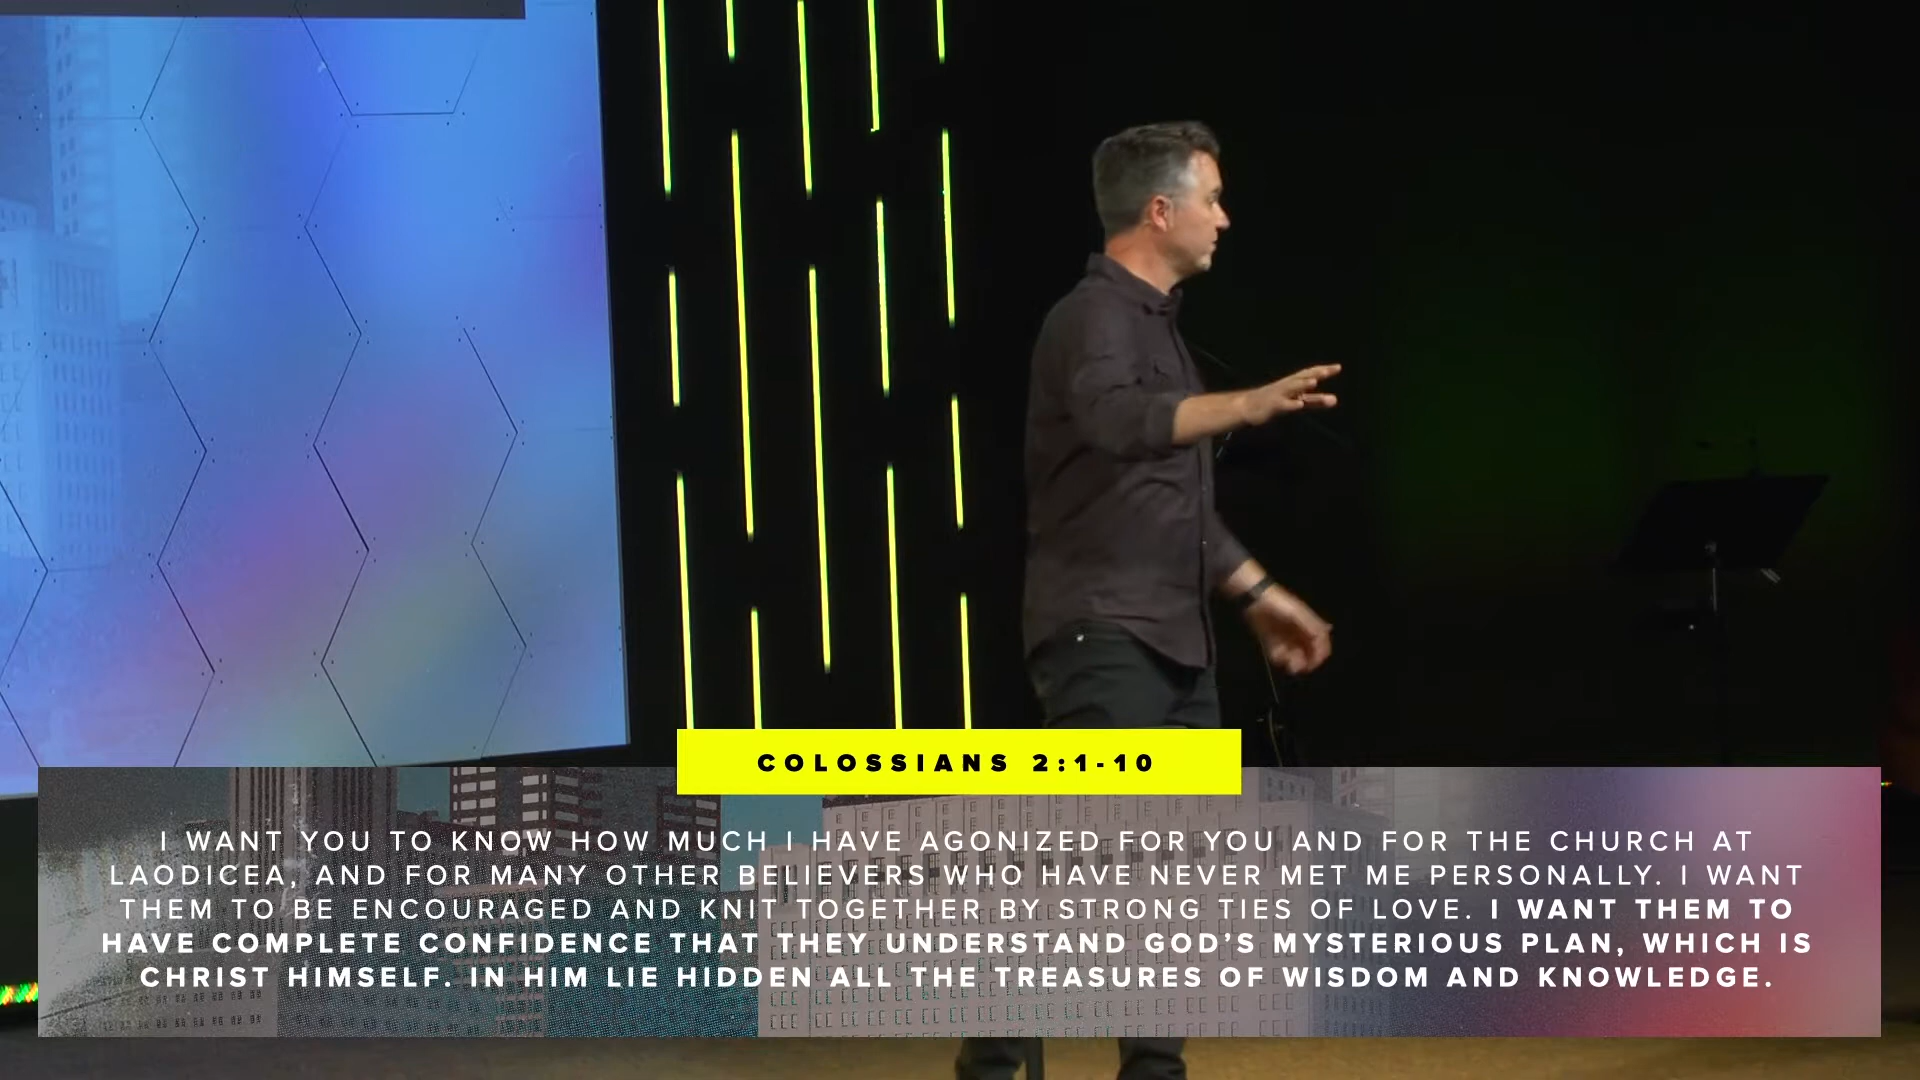 COLOSSIANS 2:1-10
I WANT YOU TO KNOW HOW MUCH I HAVE AGONIZED FOR YOU AND FOR THE CHURCH AT
LAODICEA, AND FOR MANY OTHER BELIEVERS WHO HAVE NEVER MET ME PERSONALLY. I WANT
THEM TO BE ENCOURAGED AND KNIT TOGETHER BY STRONG TIES OF LOVE. I WANT THEM TO
HAVE COMPLETE CONFIDENCE THAT THEY UNDERSTAND GOD’S MYSTERIOUS PLAN, WHICH IS
CHRIST HIMSELF. IN HIM LIE HIDDEN ALL THE TREASURES OF WISDOM AND KNOWLEDGE.